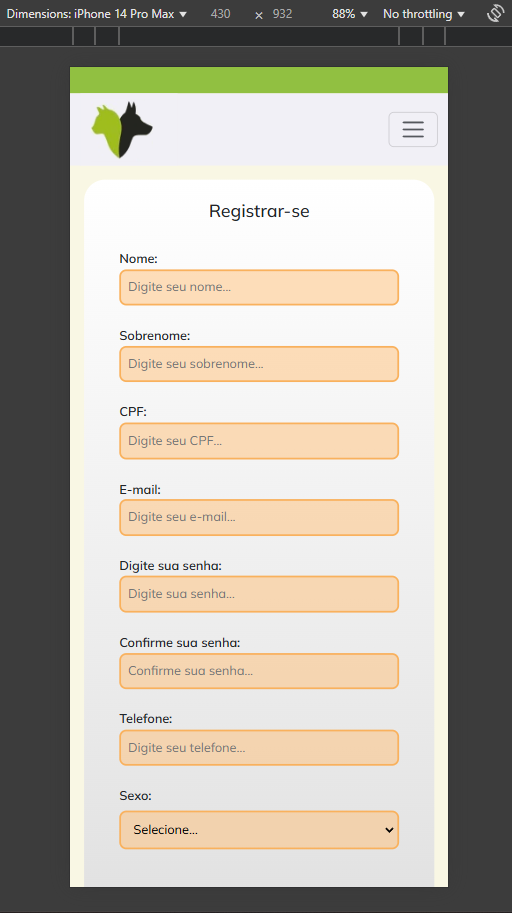 Dimensions: iPhone 14 Pro Max ▼ 430 × 932 88% ▼ No throttling ▼
Registrar-se
Nome:
Digite seu nome...
Sobrenome:
Digite seu sobrenome...
CPF:
Digite seu CPF...
E-mail:
Digite seu e-mail...
Digite sua senha:
Digite sua senha...
Confirme sua senha:
Confirme sua senha...
Telefone:
Digite seu telefone...
Sexo:
Selecione...